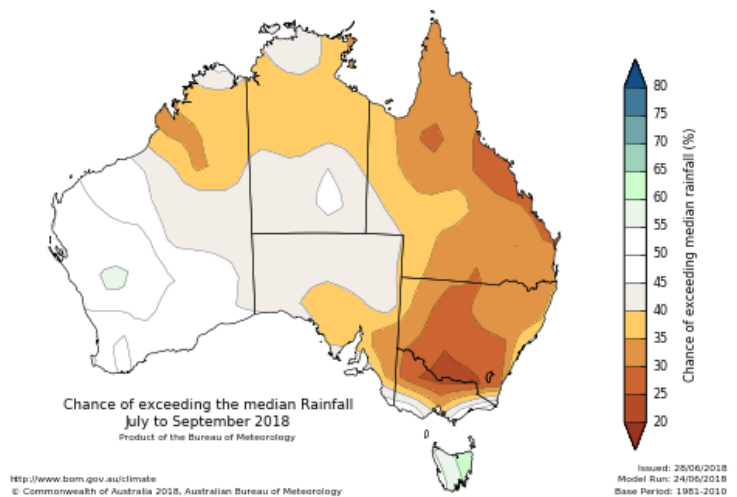 80
75
70
65
60
55
50
45
40
35
30
25
20
Chance of exceeding median rainfall (%)
Chance of exceeding the median Rainfall
July to September 2018
Product of the Bureau of Meteorology
http://www.bom.gov.au/climate
© Commonwealth of Australia 2018, Australian Bureau of Meteorology
Issued: 28/06/2018
Model Run: 24/06/2018
Base Period: 1981-2010